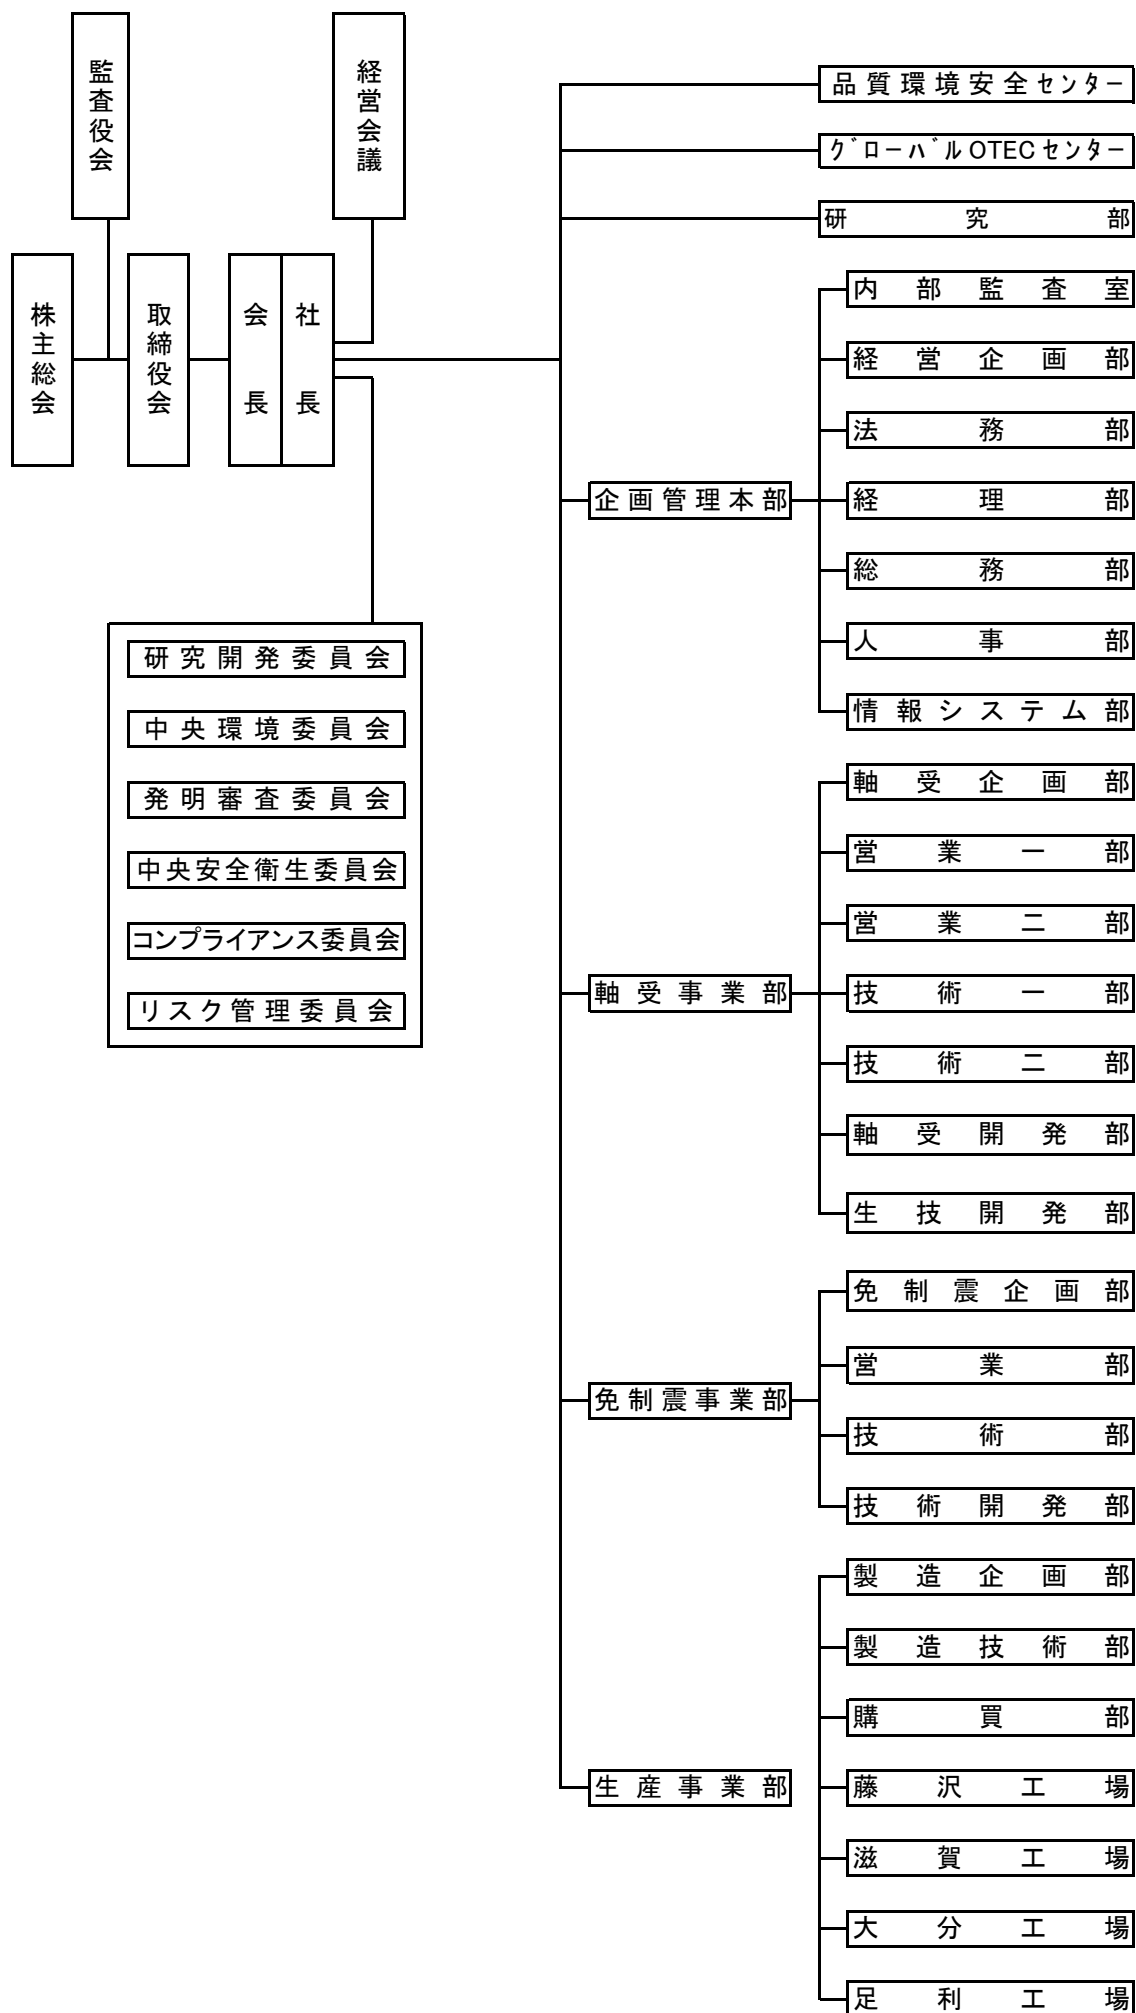 監査役会
経営会議
株主総会
取締役会
会長
社長
研究開発委員会
中央環境委員会
発明審査委員会
中央安全衛生委員会
コンプライアンス委員会
リスク管理委員会
品質環境安全センター
グローバルOTECセンター
研究部
企画管理本部
内部監査室
経営企画部
法務部
経理部
総務部
人事部
情報システム部
軸受事業部
軸受企画部
営業一部
営業二部
技術一部
技術二部
軸受開発部
生技開発部
免制震事業部
免制震企画部
営業部
技術部
技術開発部
生産事業部
製造企画部
製造技術部
購買部
藤沢工場
滋賀工場
大分工場
足利工場